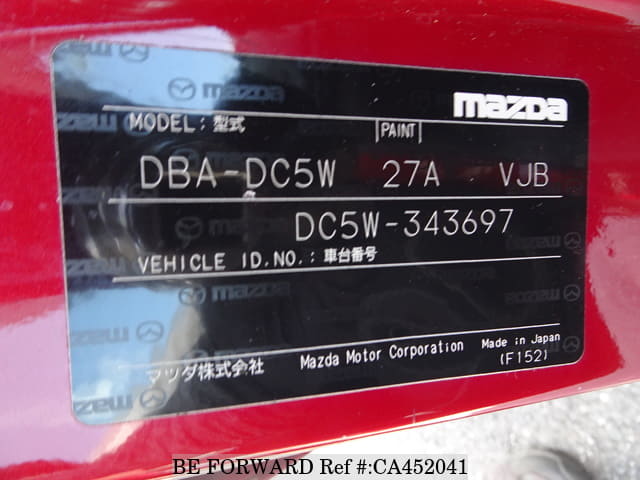 mazda
MODEL: 型式 PAINT
DBA-DC5W 27A VJB
DC5W-343697
VEHICLE ID.NO.: 車台番号
マツダ株式会社 Mazda Motor Corporation Made in Japan
(F152)
BE FORWARD Ref #:CA452041